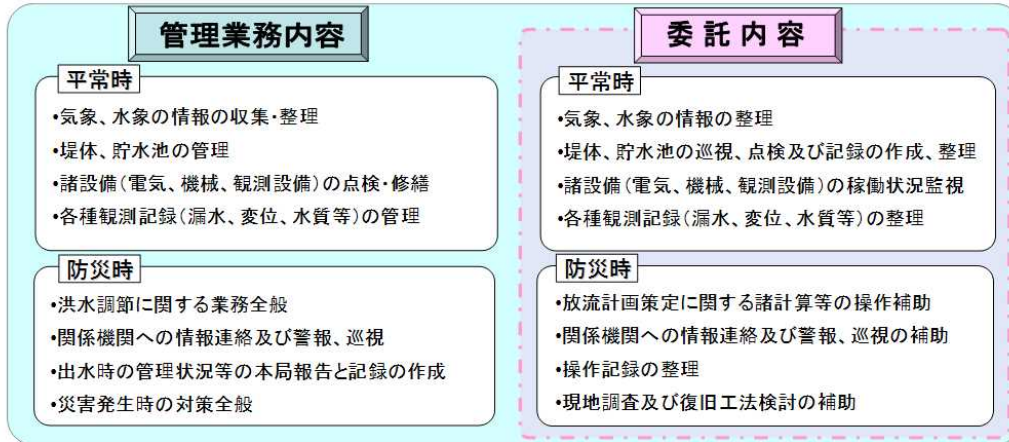 管理業務内容
平常時
・気象、水象の情報の収集・整理
・堤体、貯水池の管理
・諸設備(電気、機械、観測設備)の点検・修繕
・各種観測記録(漏水、変位、水質等)の管理
防災時
・洪水調節に関する業務全般
・関係機関への情報連絡及び警報、巡視
・出水時の管理状況等の本局報告と記録の作成
・災害発生時の対策全般
委託内容
平常時
・気象、水象の情報の整理
・堤体、貯水池の巡視、点検及び記録の作成、整理
・諸設備(電気、機械、観測設備)の稼働状況監視
・各種観測記録(漏水、変位、水質等)の整理
防災時
・放流計画策定に関する諸計算等の操作補助
・関係機関への情報連絡及び警報、巡視の補助
・操作記録の整理
・現地調査及び復旧工法検討の補助